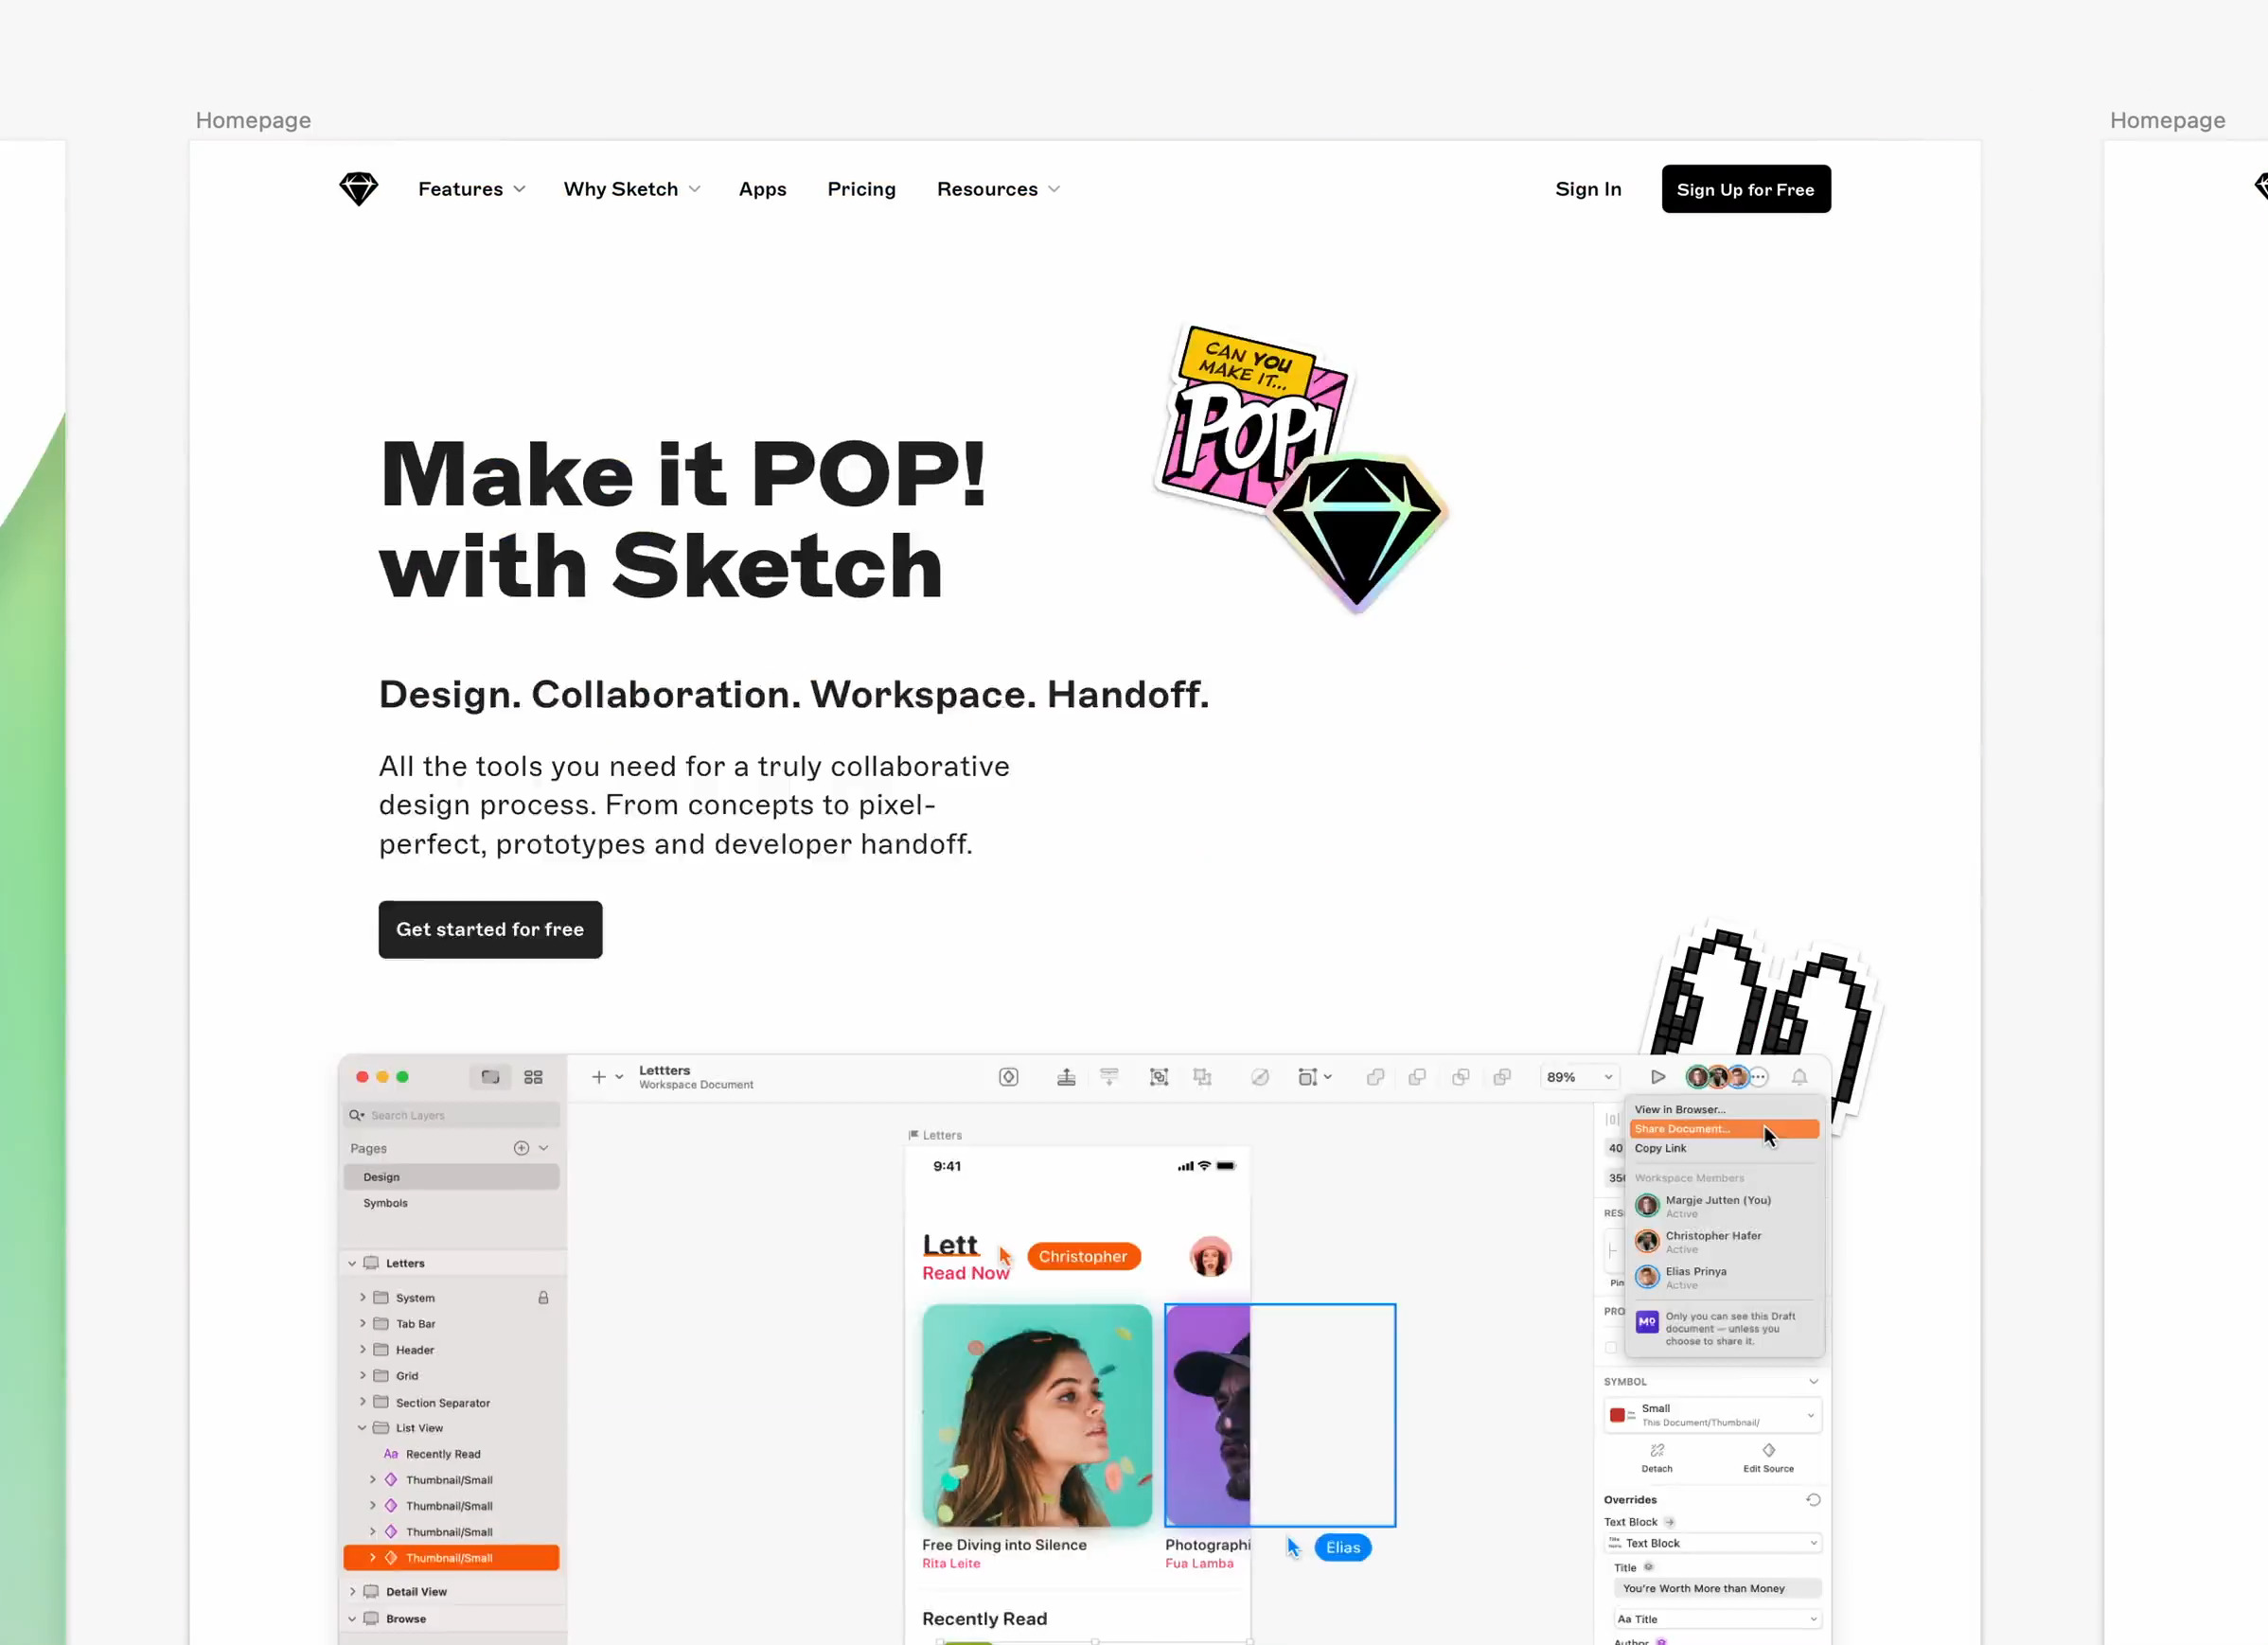 Homepage
Homepage
Features
Why Sketch
Apps
Pricing
Resources
Sign In
Sign Up for Free
CAN YOU
MAKE IT...
POP!
Make it POP!
with Sketch
Design. Collaboration. Workspace. Handoff.
All the tools you need for a truly collaborative
design process. From concepts to pixel-
perfect, prototypes and developer handoff.
Get started for free
Lettters
Workspace Document
89%
Search Layers
Pages
Design
Symbols
Letters
System
Tab Bar
Header
Grid
Section Separator
List View
Aa Recently Read
Thumbnail/Small
Thumbnail/Small
Thumbnail/Small
Thumbnail/Small
Detail View
Browse
Letters
9:41
Lett
Read Now
Christopher
Free Diving into Silence
Rita Leite
Photographi
Fua Lamba
Elias
Recently Read
View in Browser...
Share Document...
Copy Link
Workspace Members
Margje Jutten (You)
Active
Christopher Hafer
Active
Elias Prinya
Active
Mo
Only you can see this Draft
document — unless you
choose to share it.
40
RES
Pin
PRO
SYMBOL
Small
This Document/Thumbnail/
Detach
Edit Source
Overrides
Text Block
Text Block
Title
You're Worth More than Money
Aa Title
Author